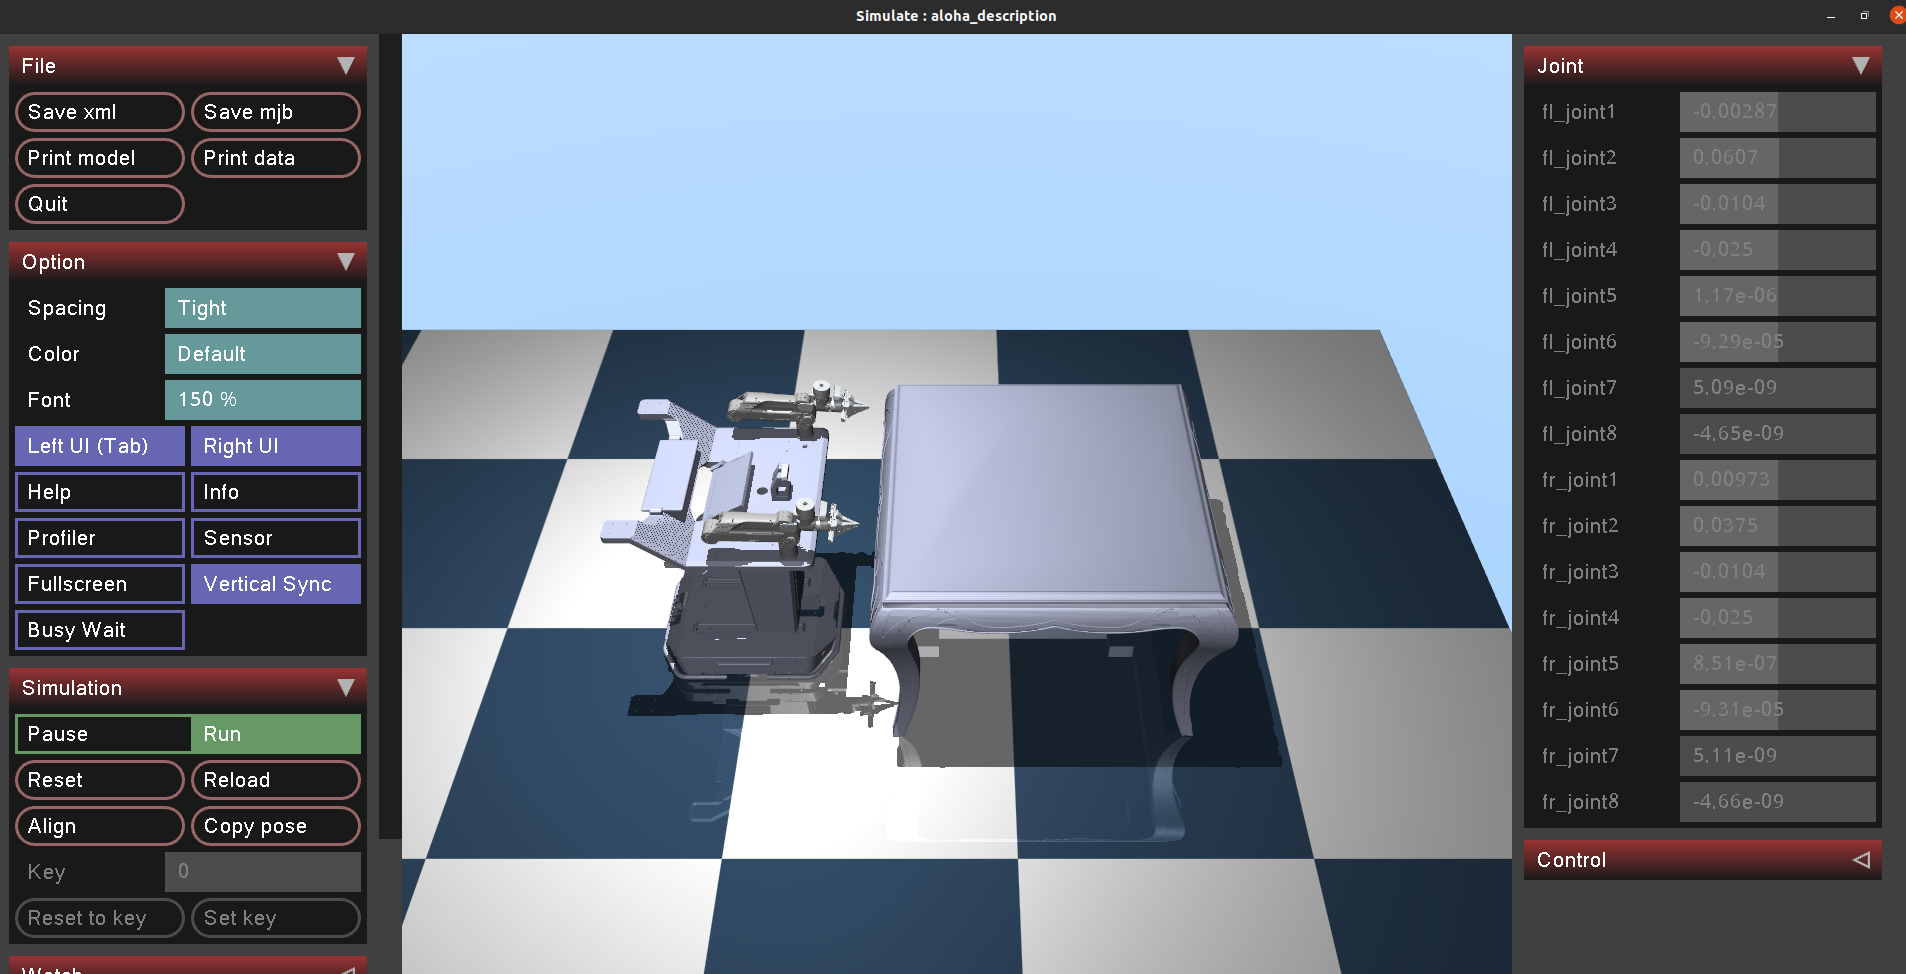 Simulate : aloha_description
File
Save xml
Save mjb
Print model
Print data
Quit
Option
Spacing
Tight
Color
Default
Font
150 %
Left UI (Tab)
Right UI
Help
Info
Profiler
Sensor
Fullscreen
Vertical Sync
Busy Wait
Simulation
Pause
Run
Reset
Reload
Align
Copy pose
Key
0
Reset to key
Set key
Watch
Joint
fl_joint1
-0.00287
fl_joint2
0.0607
fl_joint3
-0.0104
fl_joint4
-0.025
fl_joint5
1.17e-06
fl_joint6
-9.29e-05
fl_joint7
5.09e-09
fl_joint8
-4.65e-09
fr_joint1
0.00973
fr_joint2
0.0375
fr_joint3
-0.0104
fr_joint4
-0.025
fr_joint5
8.51e-07
fr_joint6
-9.31e-05
fr_joint7
5.11e-09
fr_joint8
-4.66e-09
Control